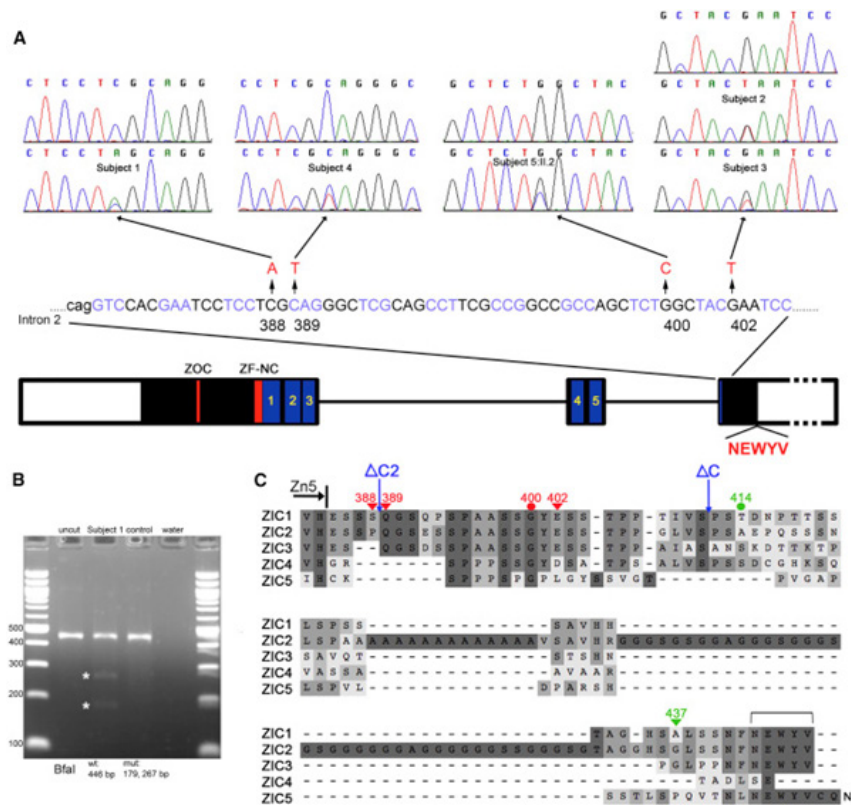 A
G C T A C G A A T C C
C T C C T C G C A G G
C C T C G C A G G G C
G C T C T G G C T A C
G C T A C T A A T C C
Subject 2
C T C C T A G C A G G
Subject 1
C C T C G C A G G G C
Subject 4
G C T C T G G C T A C
Subject 5:II.2
G C T A C G A A T C C
Subject 3
A T C T
......cagGTCCACGAATCCTCCTCGCAGGGCTCGCAGCCTTCGCCGGCCGCCAGCTCTGGCTACGAATCC.......
Intron 2
388 389 400 402
ZOC ZF-NC
1 2 3 4 5
NEWYV
B
uncut Subject 1 control water
500
400
300
200
100
BfaI
wt: 446 bp
mut: 179, 267 bp
C
ΔC2 ΔC
Zn5 388 389 400 402 414
ZIC1 V H E S S S Q G S Q P S P A A S S G Y E S S - T P P - T I V S P S T D N P T T S S
ZIC2 V H E S S P Q G S E S S P A A S S G Y E S S - T P P - G L V S P S A E P Q S S S N
ZIC3 V H E S - - Q G S D S S P A A S S G Y E S S - T P P - A I A S A N S K D T T K T P
ZIC4 V H - - - - - - - - - S P P P S S G Y D S A - T P S - A L V S P S S D C G H K S Q
ZIC5 I H C K - - - - - - - S P P P S P G P L G Y S S V G T - - - - - - - P V G A P
ZIC1 L S P S S - - - - - - - - - - - - - - S A V H H - - - - - - - - - - - - - - - - - -
ZIC2 L S P A A A A A A A A A A A A A A A V S A V H R G G G S G S G G A G G G S G G G S
ZIC3 S A V Q T - - - - - - - - - - - - - - S T S H N - - - - - - - - - - - - - - - - - -
ZIC4 V A S S A - - - - - - - - - - - - - - A V A A R - - - - - - - - - - - - - - - - - -
ZIC5 L S P V L - - - - - - - - - - - - - D P A R S H - - - - - - - - - - - - - - - - - -
437
ZIC1 - - - - - - - - - - - - - - - - - - T A G - H S A L S S N F N E W Y V - -
ZIC2 G S G G G G G G A G G G G G G S S G G G S G T A G G H S G L S S N F N E W Y V - -
ZIC3 - - - - - - - - - - - - - - - - - - - - - F G L P P N F N E W Y V - -
ZIC4 - - - - - - - - - - - - - - - - - - - - - - - T A D L S E - - - - - -
ZIC5 - - - - - - - - - - - - - - - - - - S S T L S P Q V T N L N E W Y V C Q N